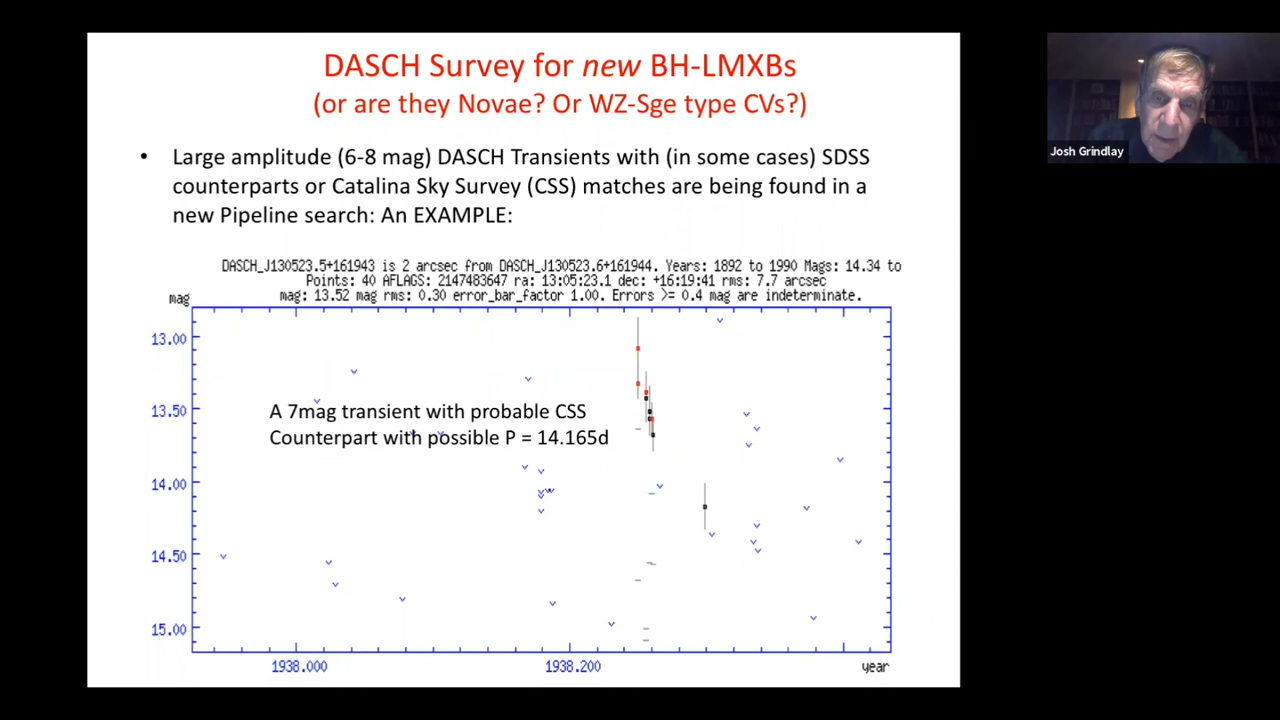 DASCH Survey for new BH-LMXBs
(or are they Novae? Or WZ-Sge type CVs?)
• Large amplitude (6-8 mag) DASCH Transients with (in some cases) SDSS
counterparts or Catalina Sky Survey (CSS) matches are being found in a
new Pipeline search: An EXAMPLE:
DASCH_J130523.5+161943 is 2 arcsec from DASCH_J130523.6+161944. Years: 1892 to 1990 Mags: 14.34 to
Points: 40 AFLAGS: 2147483647 ra: 13:05:23.1 dec: +16:19:41 rms: 7.7 arcsec
mag: 13.52 mag rms: 0.30 error_bar_factor 1.00. Errors >= 0.4 mag are indeterminate.
mag
13.00
13.50
14.00
14.50
15.00
A 7mag transient with probable CSS
Counterpart with possible P = 14.165d
1938.000
1938.200
year
Josh Grindlay